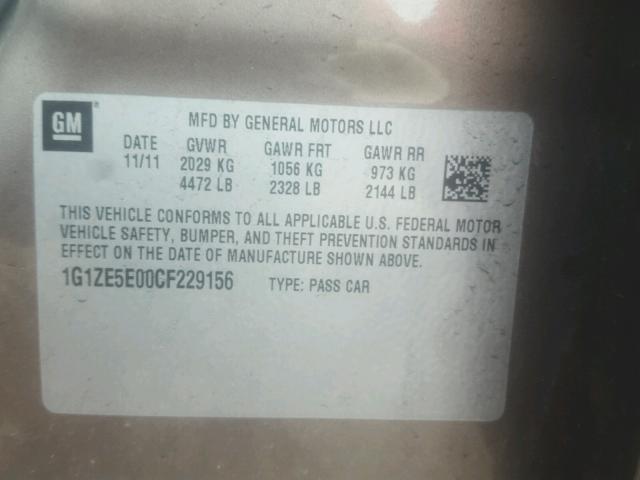 GM
MFD BY GENERAL MOTORS LLC
DATE GVWR GAWR FRT GAWR RR
11/11 2029 KG 1056 KG 973 KG
4472 LB 2328 LB 2144 LB
THIS VEHICLE CONFORMS TO ALL APPLICABLE U.S. FEDERAL MOTOR
VEHICLE SAFETY, BUMPER, AND THEFT PREVENTION STANDARDS IN
EFFECT ON THE DATE OF MANUFACTURE SHOWN ABOVE.
1G1ZE5E00CF229156 TYPE: PASS CAR